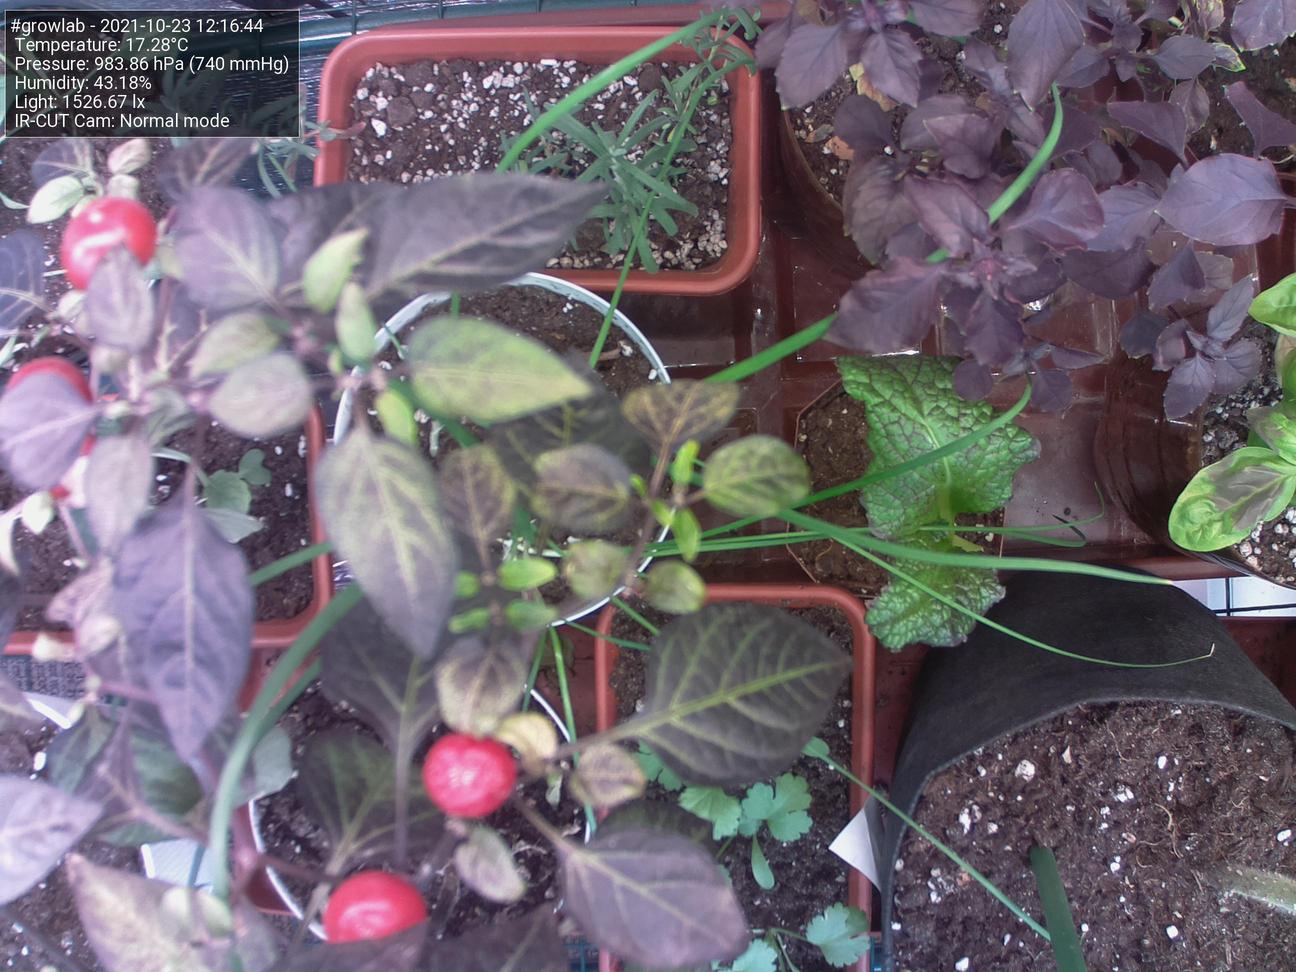 #growlab - 2021-10-23 12:16:44
Temperature: 17.28°C
Pressure: 983.86 hPa (740 mmHg)
Humidity: 43.18%
Light: 1526.67 lx
IR-CUT Cam: Normal mode